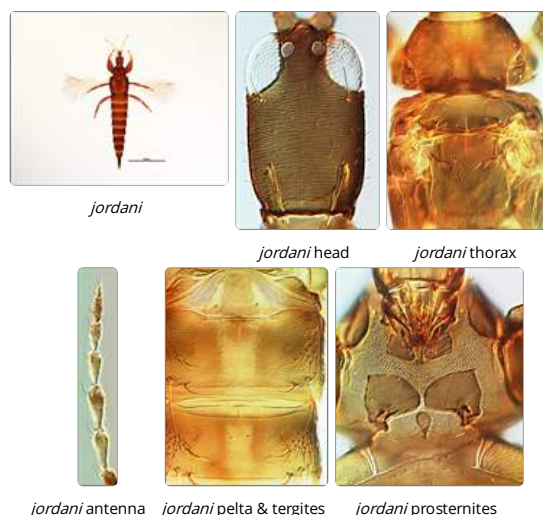 jordani
jordani head
jordani thorax
jordani antenna
jordani pelta & tergites
jordani prosternites